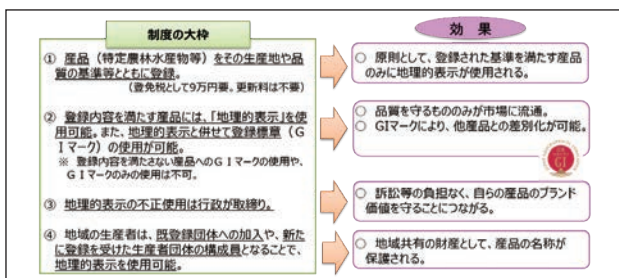 制度の大枠
① 産品（特定農林水産物等）をその生産地や品
質の基準等とともに登録。
（登免税として9万円要、更新料は不要）
② 登録内容を満たす産品には、「地理的表示」を使
用可能。また、地理的表示と併せて登録標章（Ｇ
Ｉマーク）の使用が可能。
※ 登録内容を満たさない産品へのＧＩマークの使用や、
ＧＩマークのみの使用は不可。
③ 地理的表示の不正使用は行政が取締り。
④ 地域の生産者は、既登録団体への加入や、新た
に登録を受けた生産者団体の構成員となることで、
地理的表示を使用可能。
効 果
○ 原則として、登録された基準を満たす産品
のみに地理的表示が使用される。
○ 品質を守るもののみが市場に流通。
○ GIマークにより、他産品との差別化が可能。
GI
○ 訴訟等の負担なく、自らの産品のブランド
価値を守ることにつながる。
○ 地域共有の財産として、産品の名称が
保護される。